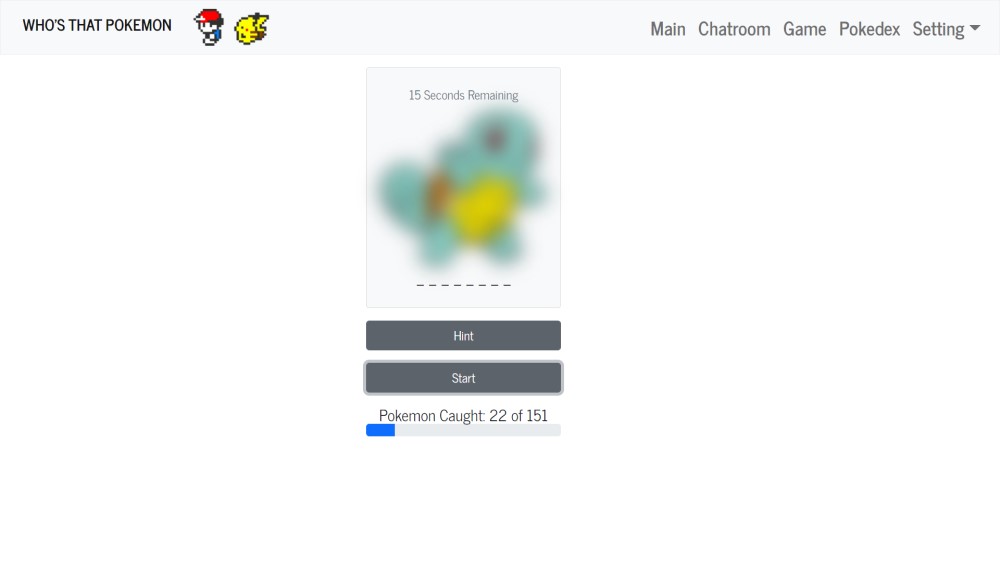 WHO'S THAT POKEMON
Main Chatroom Game Pokedex Setting
15 Seconds Remaining
_ _ _ _ _ _ _ _
Hint
Start
Pokemon Caught: 22 of 151